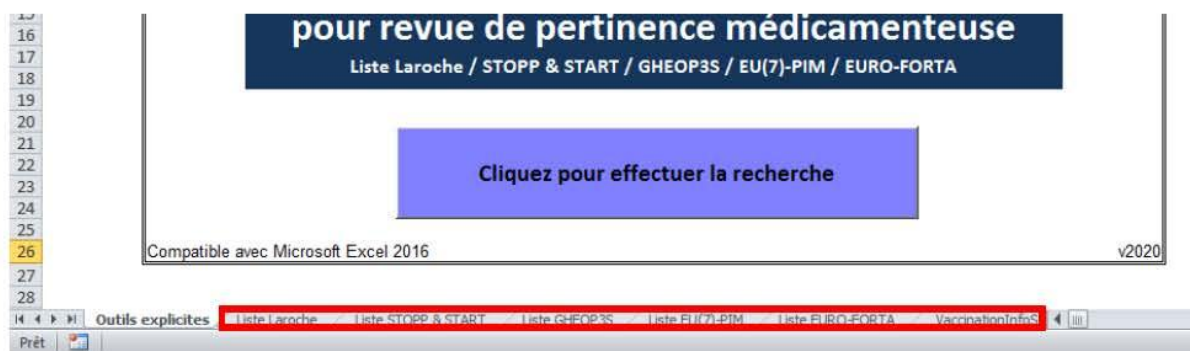 15
16
17
18
19
20
21
22
23
24
25
26
27
28
pour revue de pertinence médicamenteuse
Liste Laroche / STOPP & START / GHEOP3S / EU(7)-PIM / EURO-FORTA
Cliquez pour effectuer la recherche
Compatible avec Microsoft Excel 2016
v2020
Outils explicites Liste Laroche Liste STOPP & START Liste GHEOP3S Liste EU(7)-PIM Liste EURO-FORTA VaccinationInfoS
Prêt